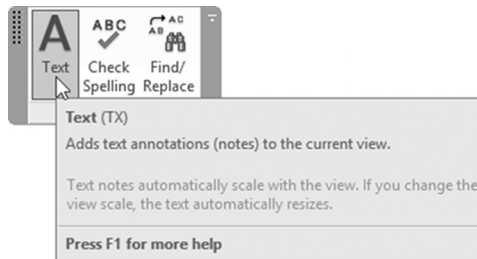 A ABC AC
AB
Text Check Find/
Spelling Replace
Text (TX)
Adds text annotations (notes) to the current view.
Text notes automatically scale with the view. If you change the
view scale, the text automatically resizes.
Press F1 for more help